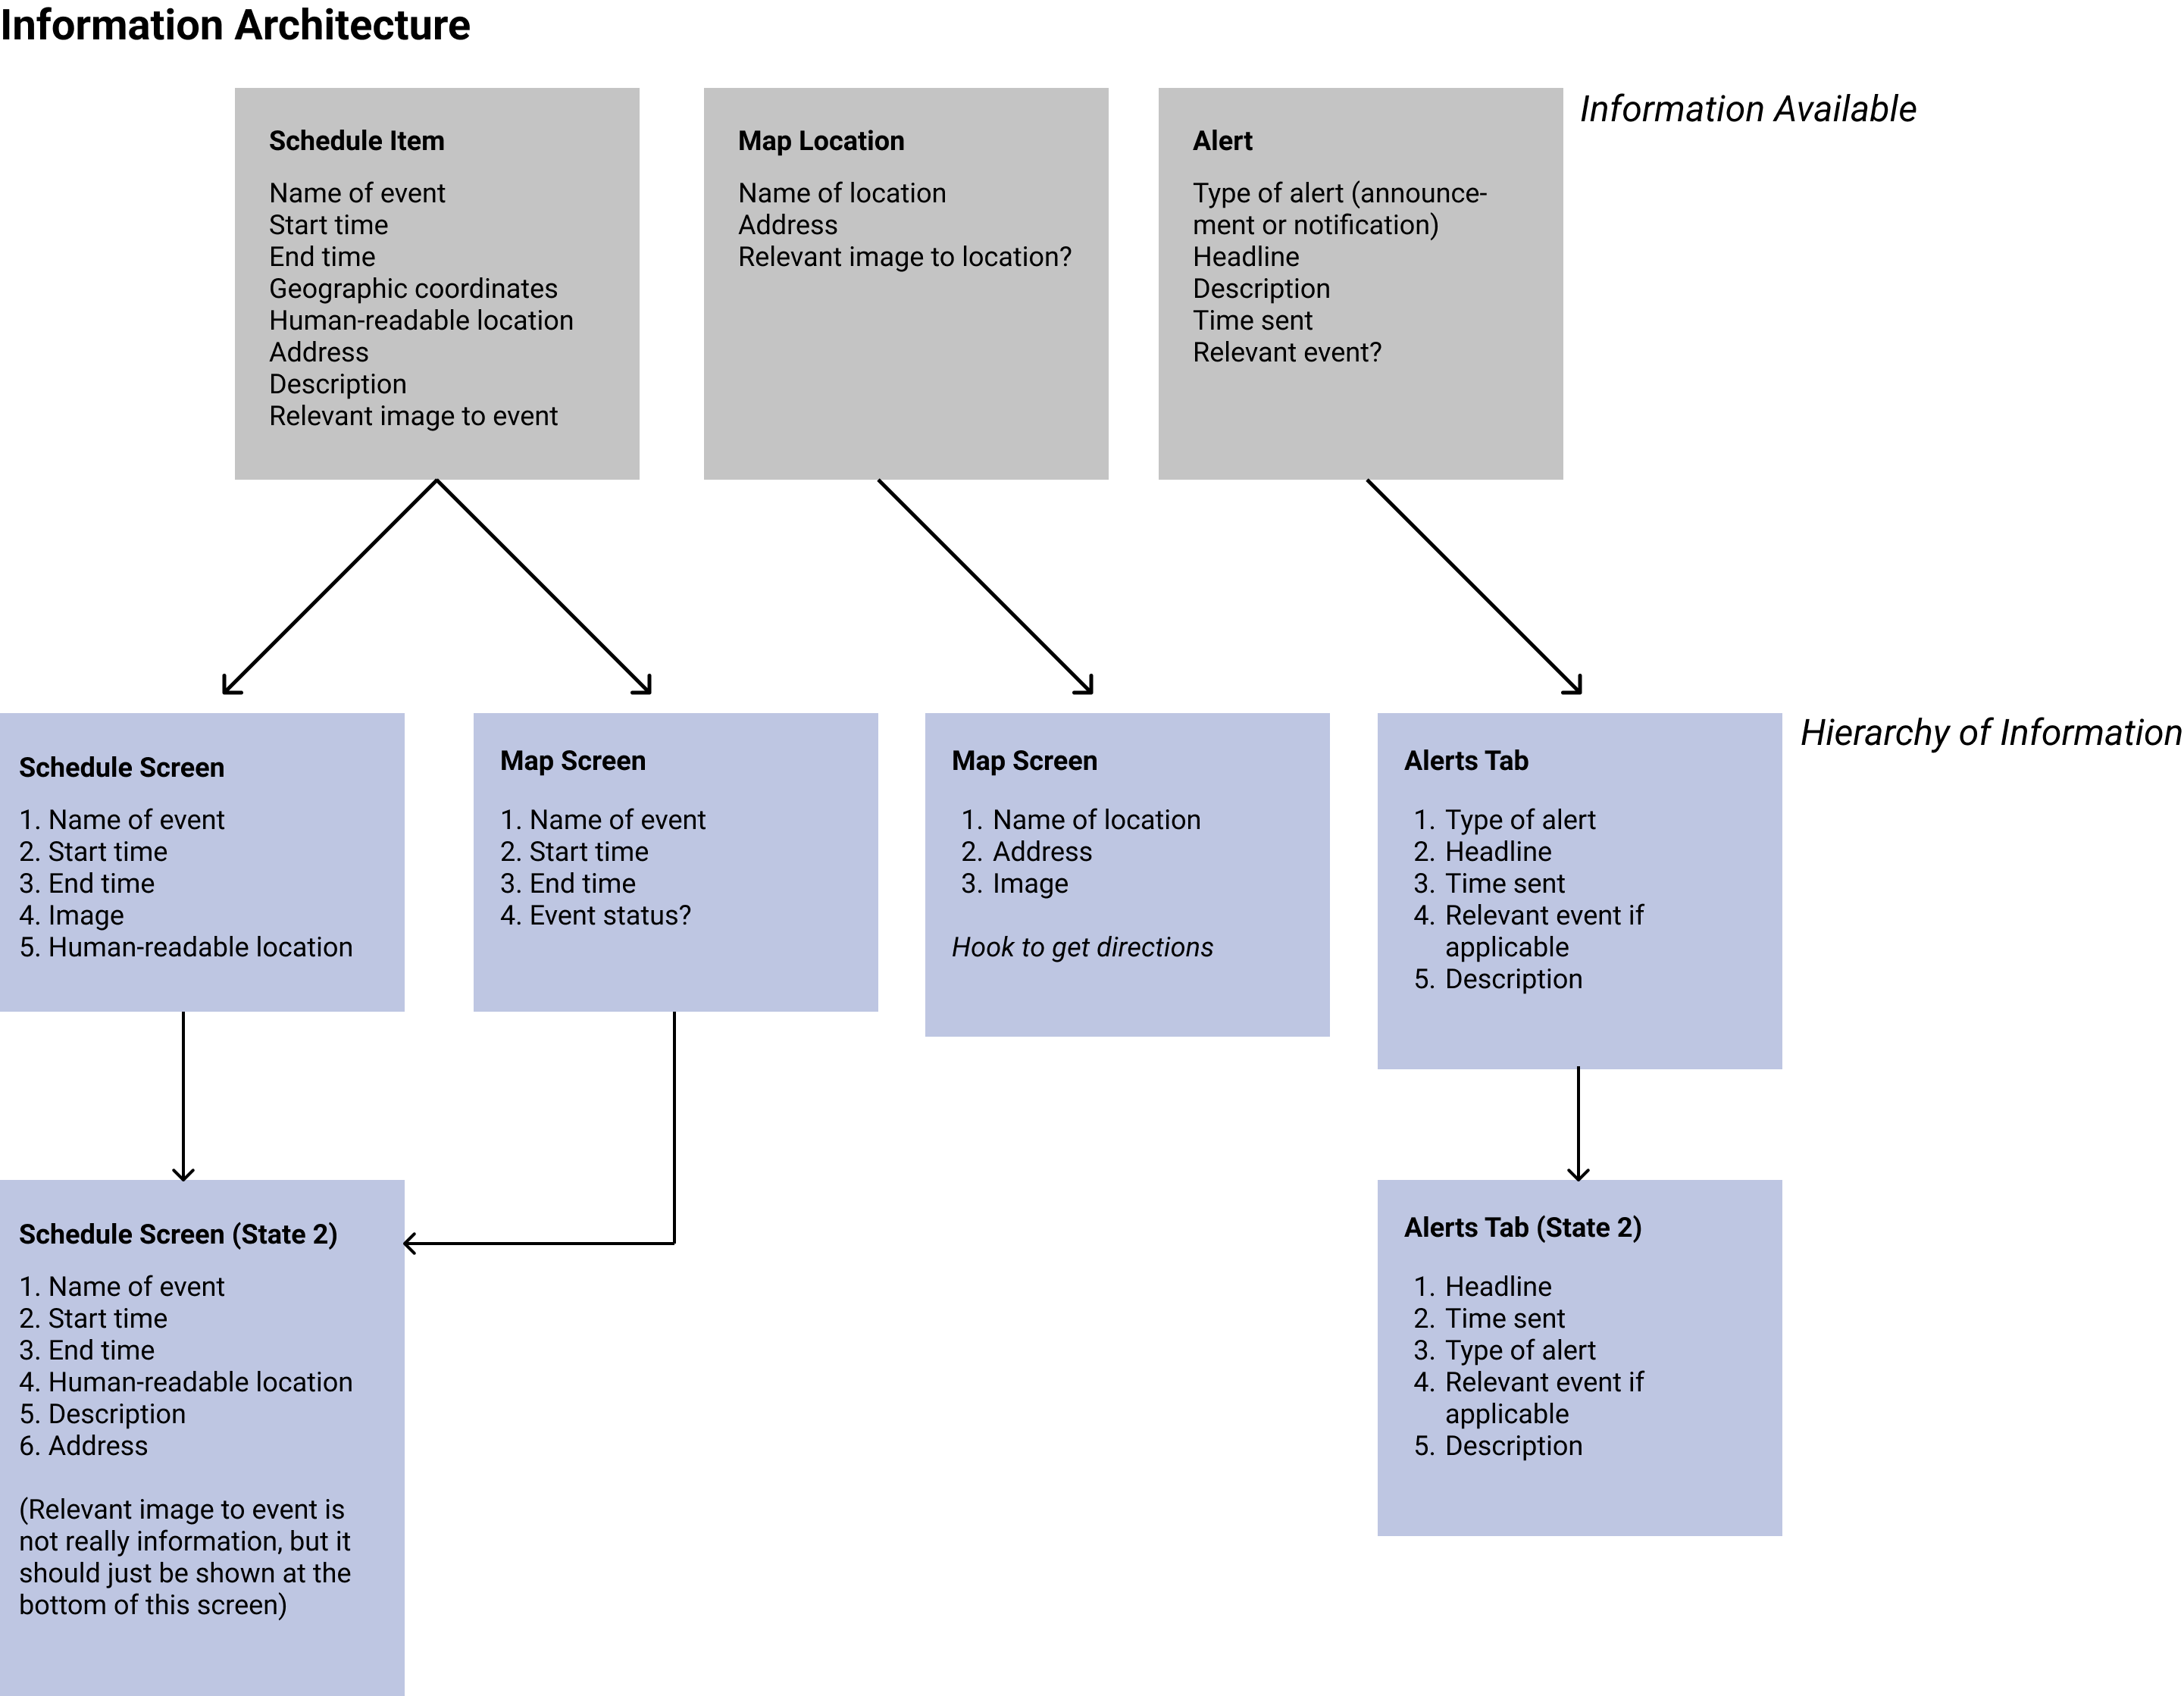 Information Architecture
Schedule Item
Name of event
Start time
End time
Geographic coordinates
Human-readable location
Address
Description
Relevant image to event
Map Location
Name of location
Address
Relevant image to location?
Alert
Type of alert (announce-
ment or notification)
Headline
Description
Time sent
Relevant event?
Information Available
Schedule Screen
1. Name of event
2. Start time
3. End time
4. Image
5. Human-readable location
Map Screen
1. Name of event
2. Start time
3. End time
4. Event status?
Map Screen
1. Name of location
2. Address
3. Image
Hook to get directions
Alerts Tab
1. Type of alert
2. Headline
3. Time sent
4. Relevant event if
applicable
5. Description
Hierarchy of Information
Schedule Screen (State 2)
1. Name of event
2. Start time
3. End time
4. Human-readable location
5. Description
6. Address
(Relevant image to event is
not really information, but it
should just be shown at the
bottom of this screen)
Alerts Tab (State 2)
1. Headline
2. Time sent
3. Type of alert
4. Relevant event if
applicable
5. Description